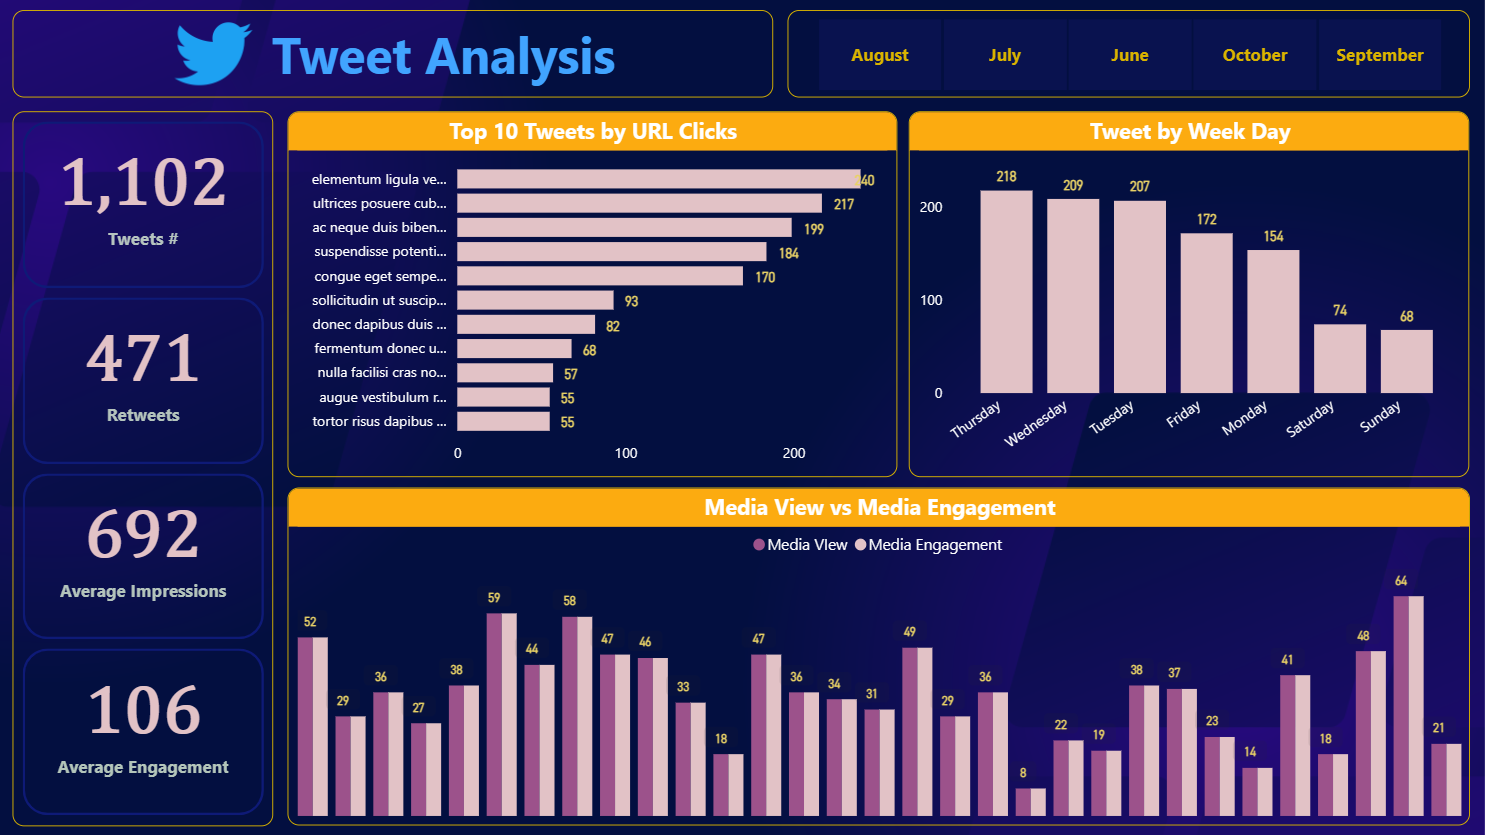 Tweet Analysis
August July June October September
1,102
Tweets #
471
Retweets
692
Average Impressions
106
Average Engagement
Top 10 Tweets by URL Clicks
elementum ligula ve... 40
ultrices posuere cub... 217
ac neque duis biben... 199
suspendisse potenti... 184
congue eget sempe... 170
sollicitudin ut suscip... 93
donec dapibus duis ... 82
fermentum donec u... 68
nulla facilisi cras no... 57
augue vestibulum r... 55
tortor risus dapibus ... 55
0 100 200
Tweet by Week Day
200
100
0
218 209 207 172 154 74 68
Thursday Wednesday Tuesday Friday Monday Saturday Sunday
Media View vs Media Engagement
Media VIew Media Engagement
52 29 36 27 38 59 44 58 47 46 33 18 47 36 34 31 49 29 36 8 22 19 38 37 23 14 41 18 48 64 21